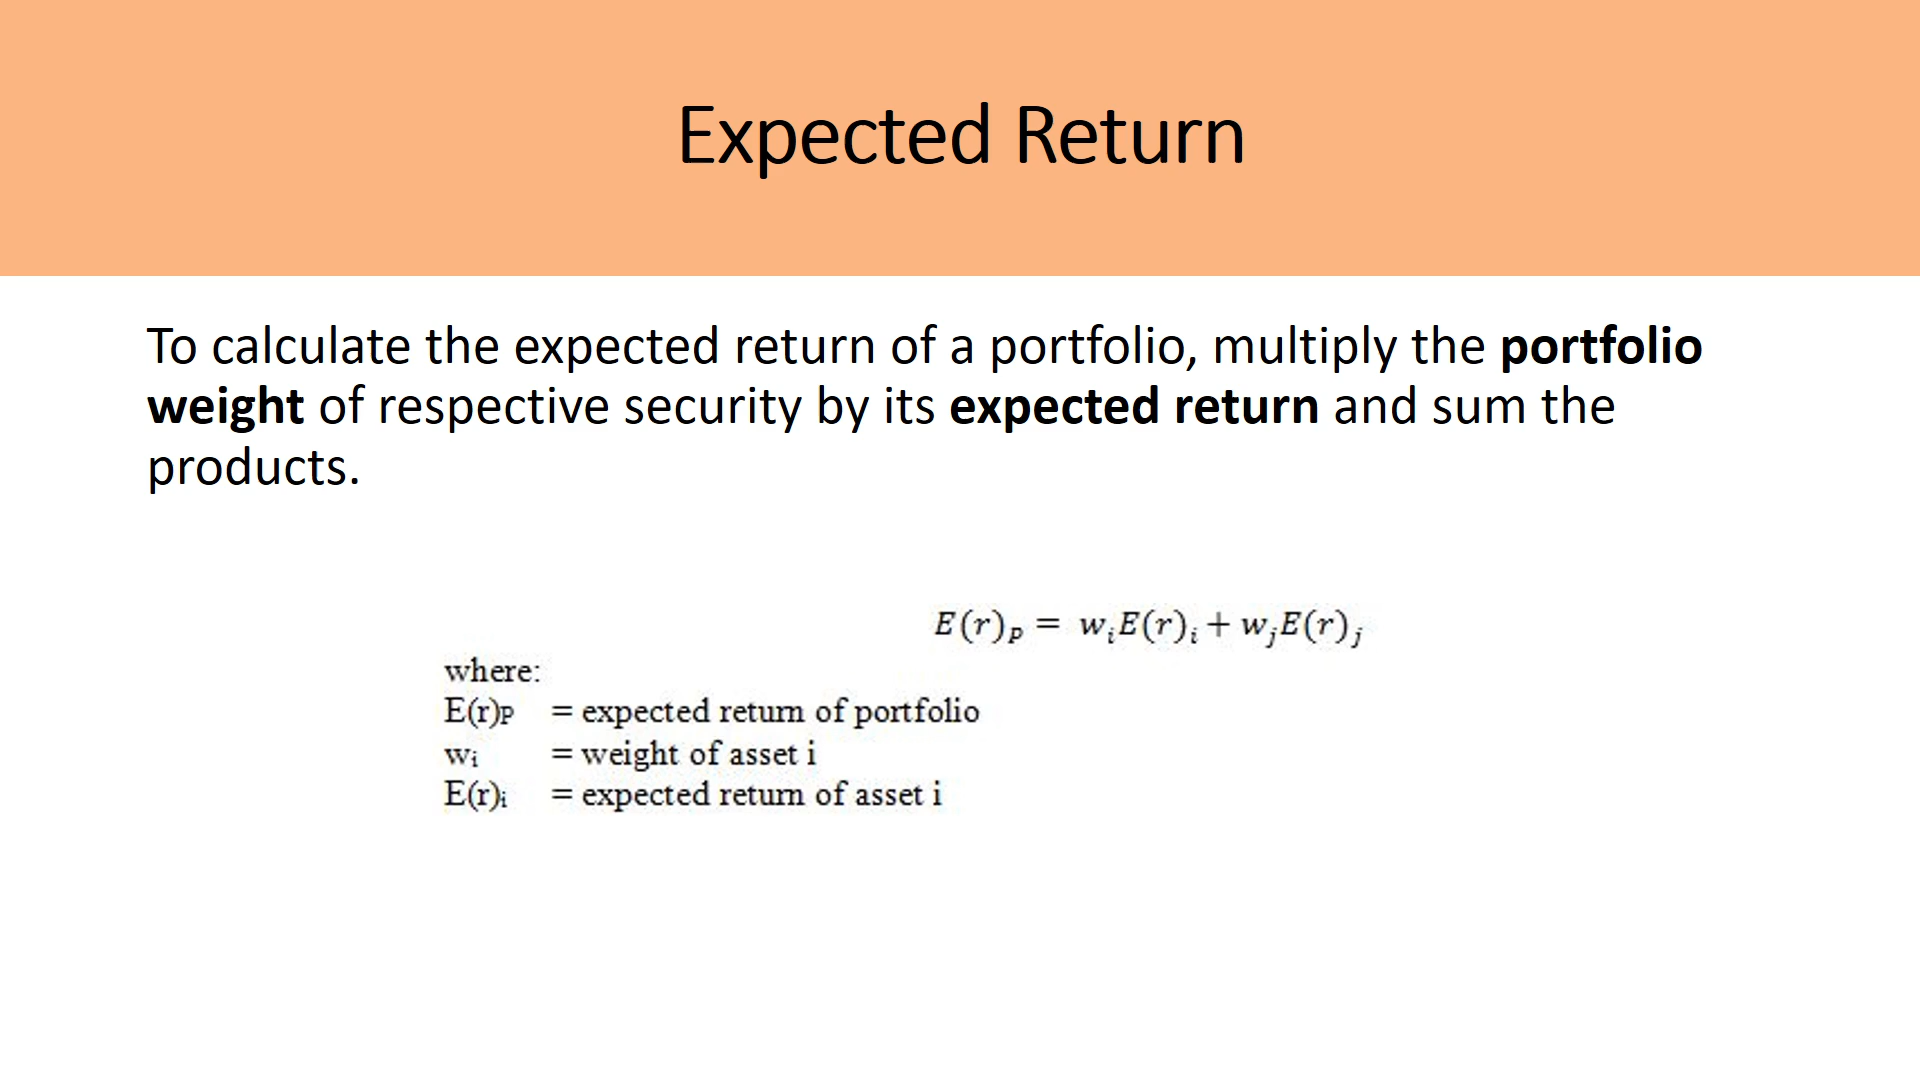 Expected Return
To calculate the expected return of a portfolio, multiply the portfolio
weight of respective security by its expected return and sum the
products.
E(r)ₚ = wᵢE(r)ᵢ + wⱼE(r)ⱼ
where:
E(r)P = expected return of portfolio
wᵢ = weight of asset i
E(r)ᵢ = expected return of asset i